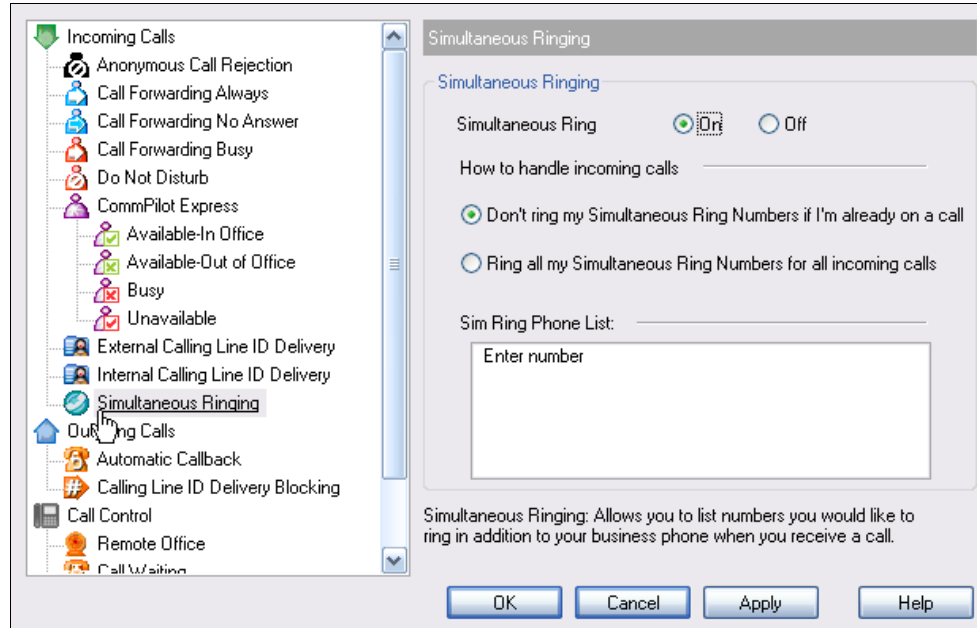 Incoming Calls
Anonymous Call Rejection
Call Forwarding Always
Call Forwarding No Answer
Call Forwarding Busy
Do Not Disturb
CommPilot Express
Available-In Office
Available-Out of Office
Busy
Unavailable
External Calling Line ID Delivery
Internal Calling Line ID Delivery
Simultaneous Ringing
Outgoing Calls
Automatic Callback
Calling Line ID Delivery Blocking
Call Control
Remote Office
Call Waiting
Simultaneous Ringing
Simultaneous Ringing
Simultaneous Ring On Off
How to handle incoming calls
Don't ring my Simultaneous Ring Numbers if I'm already on a call
Ring all my Simultaneous Ring Numbers for all incoming calls
Sim Ring Phone List:
Enter number
Simultaneous Ringing: Allows you to list numbers you would like to
ring in addition to your business phone when you receive a call.
OK Cancel Apply Help